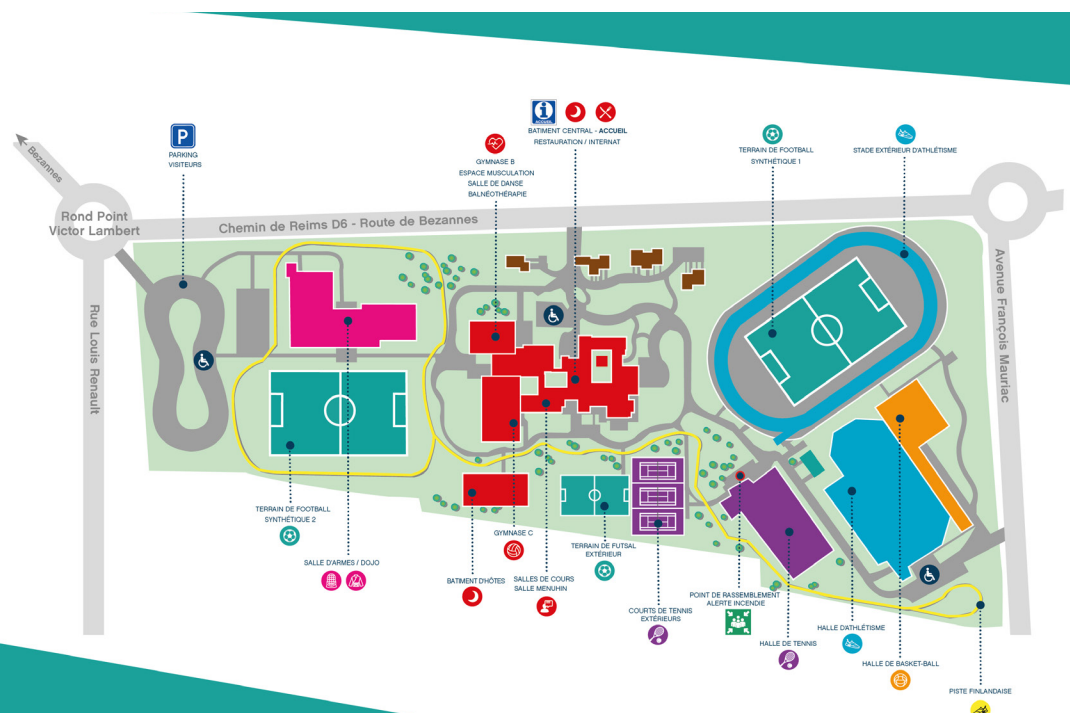 P
PARKING
VISITEURS
i
ACCUEIL
BATIMENT CENTRAL - ACCUEIL
RESTAURATION / INTERNAT
GYMNASE B
ESPACE MUSCULATION
SALLE DE DANSE
BALNÉOTHÉRAPIE
TERRAIN DE FOOTBALL
SYNTHÉTIQUE 1
STADE EXTÉRIEUR D'ATHLÉTISME
Bezannes
Rond Point
Victor Lambert
Chemin de Reims D6 - Route de Bezannes
Rue Louis Renault
Avenue François Mauriac
TERRAIN DE FOOTBALL
SYNTHÉTIQUE 2
SALLE D'ARMES / DOJO
BATIMENT D'HÔTES
GYMNASE C
SALLES DE COURS
SALLE MENUHIN
TERRAIN DE FUTSAL
EXTÉRIEUR
COURTS DE TENNIS
EXTÉRIEURS
POINT DE RASSEMBLEMENT
ALERTE INCENDIE
HALLE DE TENNIS
HALLE D'ATHLÉTISME
HALLE DE BASKET-BALL
PISTE FINLANDAISE